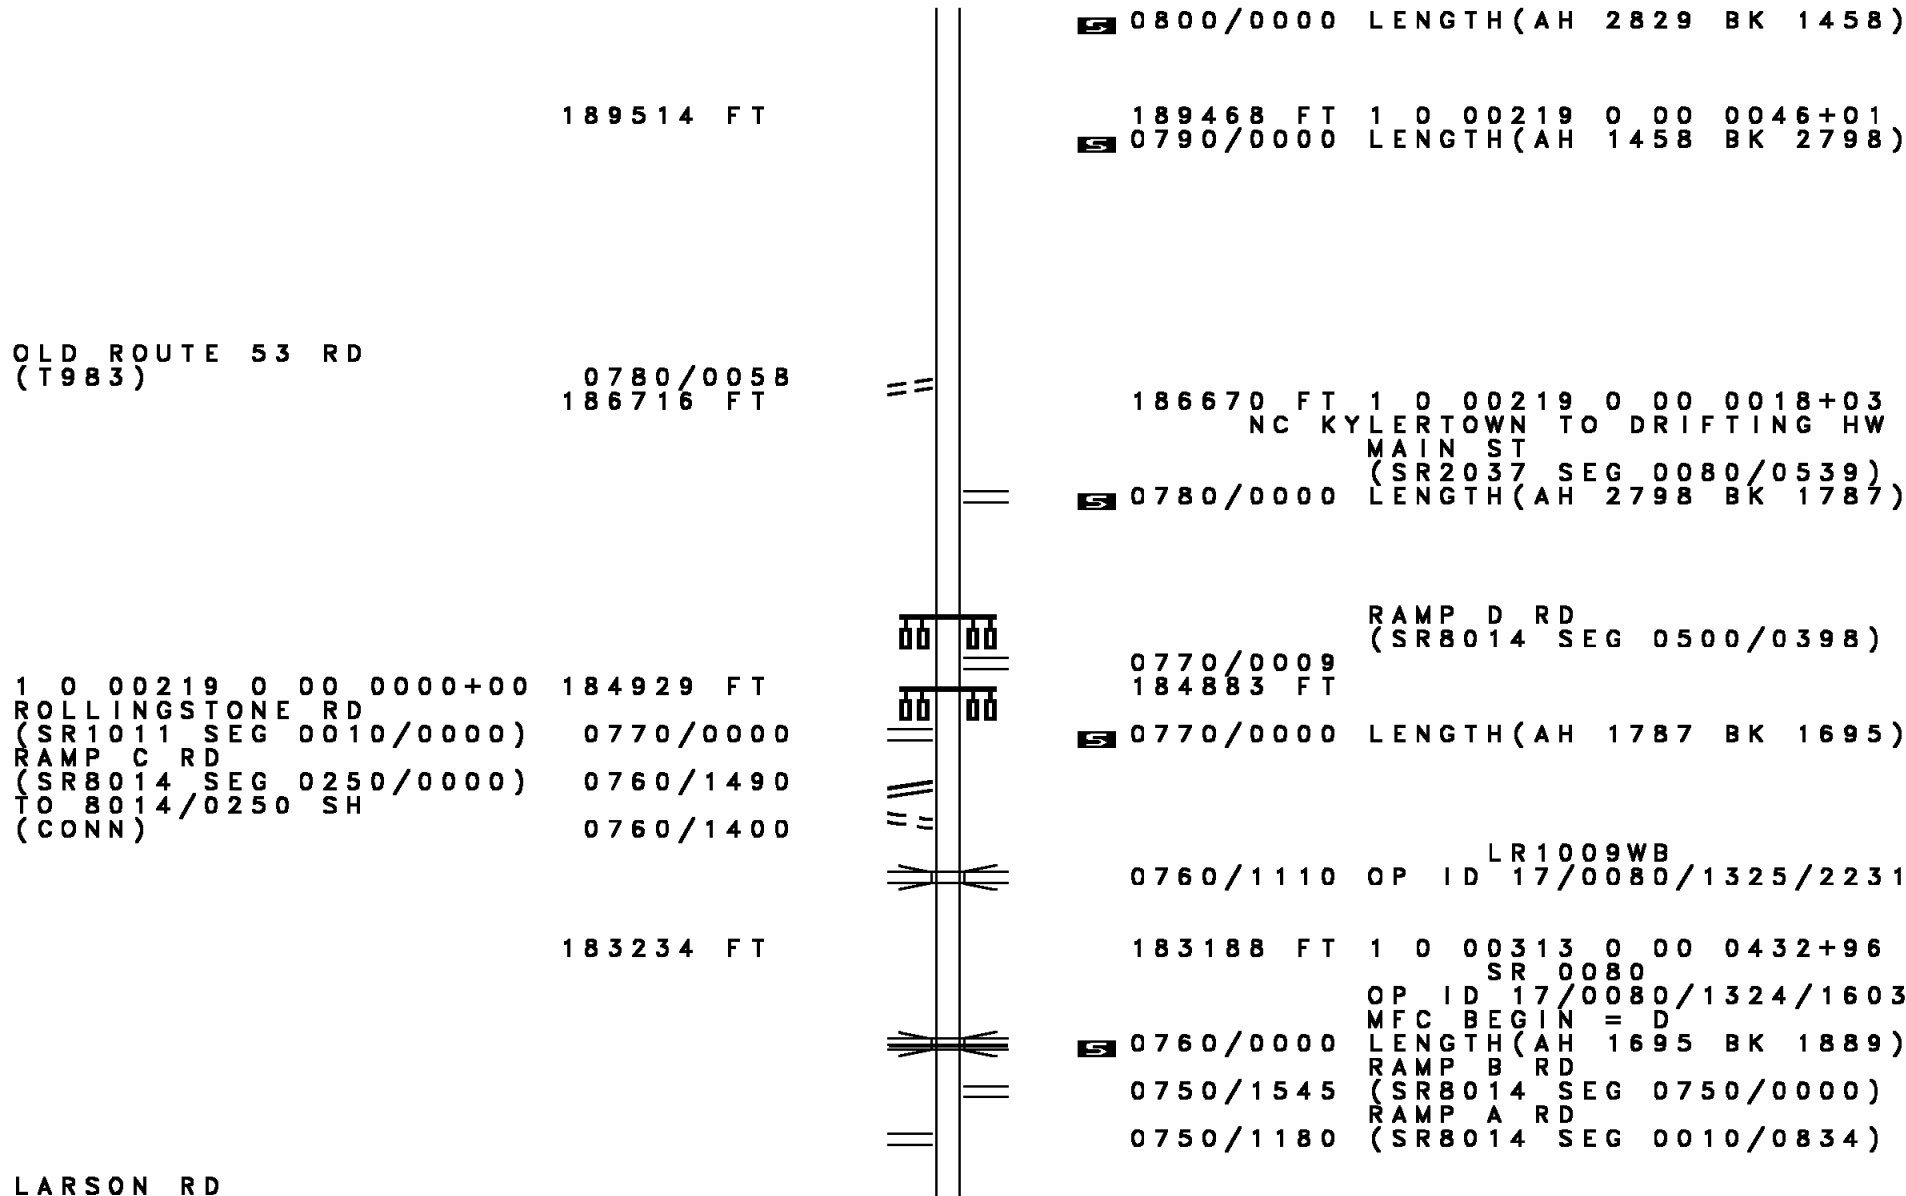 S 0800/0000 LENGTH(AH 2829 BK 1458)
189514 FT 189468 FT 1 0 00219 0 00 0046+01
S 0790/0000 LENGTH(AH 1458 BK 2798)
OLD ROUTE 53 RD
(T983) 0780/0058
186716 FT 186670 FT 1 0 00219 0 00 0018+03
NC KYLERTOWN TO DRIFTING HW
MAIN ST
(SR2037 SEG 0080/0539)
S 0780/0000 LENGTH(AH 2798 BK 1787)
RAMP D RD
(SR8014 SEG 0500/0398)
0770/0009
1 0 00219 0 00 0000+00 184929 FT 184883 FT
ROLLINGSTONE RD
(SR1011 SEG 0010/0000) 0770/0000 S 0770/0000 LENGTH(AH 1787 BK 1695)
RAMP C RD
(SR8014 SEG 0250/0000) 0760/1490
TO 8014/0250 SH
(CONN) 0760/1400
LR1009WB
0760/1110 OP ID 17/0080/1325/2231
183234 FT 183188 FT 1 0 00313 0 00 0432+96
SR 0080
OP ID 17/0080/1324/1603
MFC BEGIN = D
S 0760/0000 LENGTH(AH 1695 BK 1889)
RAMP B RD
0750/1545 (SR8014 SEG 0750/0000)
RAMP A RD
0750/1180 (SR8014 SEG 0010/0834)
LARSON RD